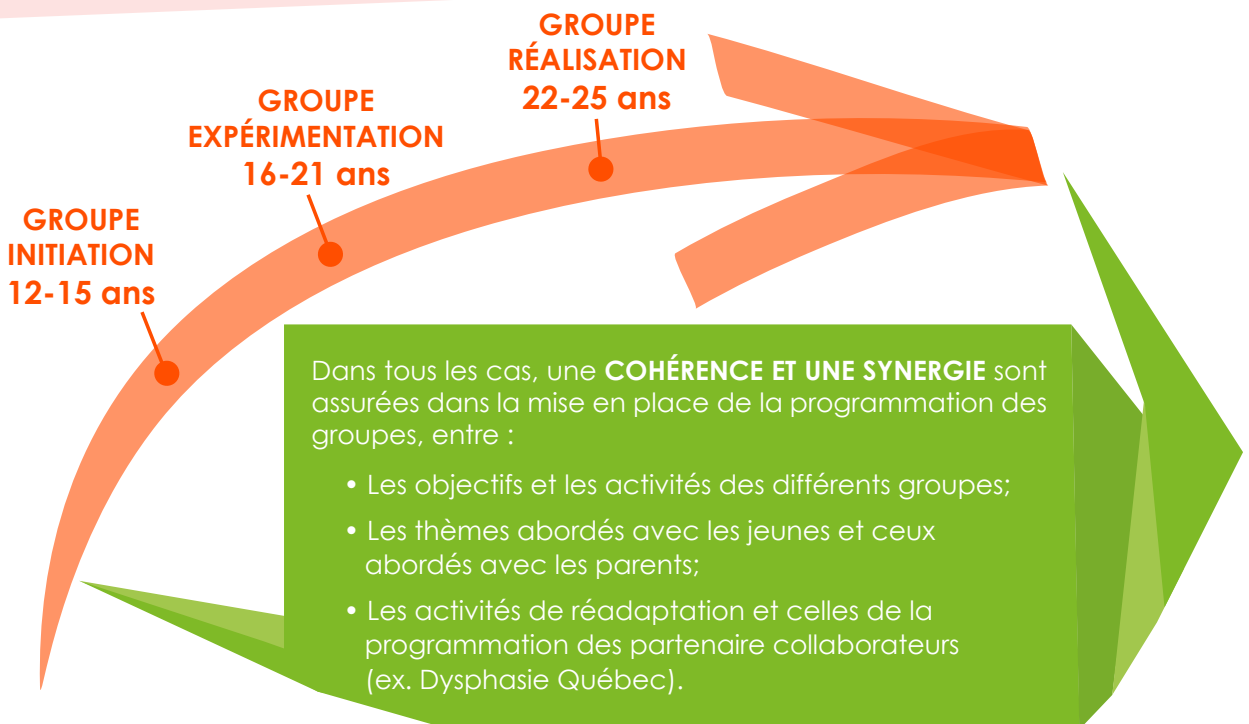 GROUPE
RÉALISATION
22-25 ans
GROUPE
EXPÉRIMENTATION
16-21 ans
GROUPE
INITIATION
12-15 ans
Dans tous les cas, une COHÉRENCE ET UNE SYNERGIE sont
assurées dans la mise en place de la programmation des
groupes, entre :
• Les objectifs et les activités des différents groupes;
• Les thèmes abordés avec les jeunes et ceux
abordés avec les parents;
• Les activités de réadaptation et celles de la
programmation des partenaire collaborateurs
(ex. Dysphasie Québec).